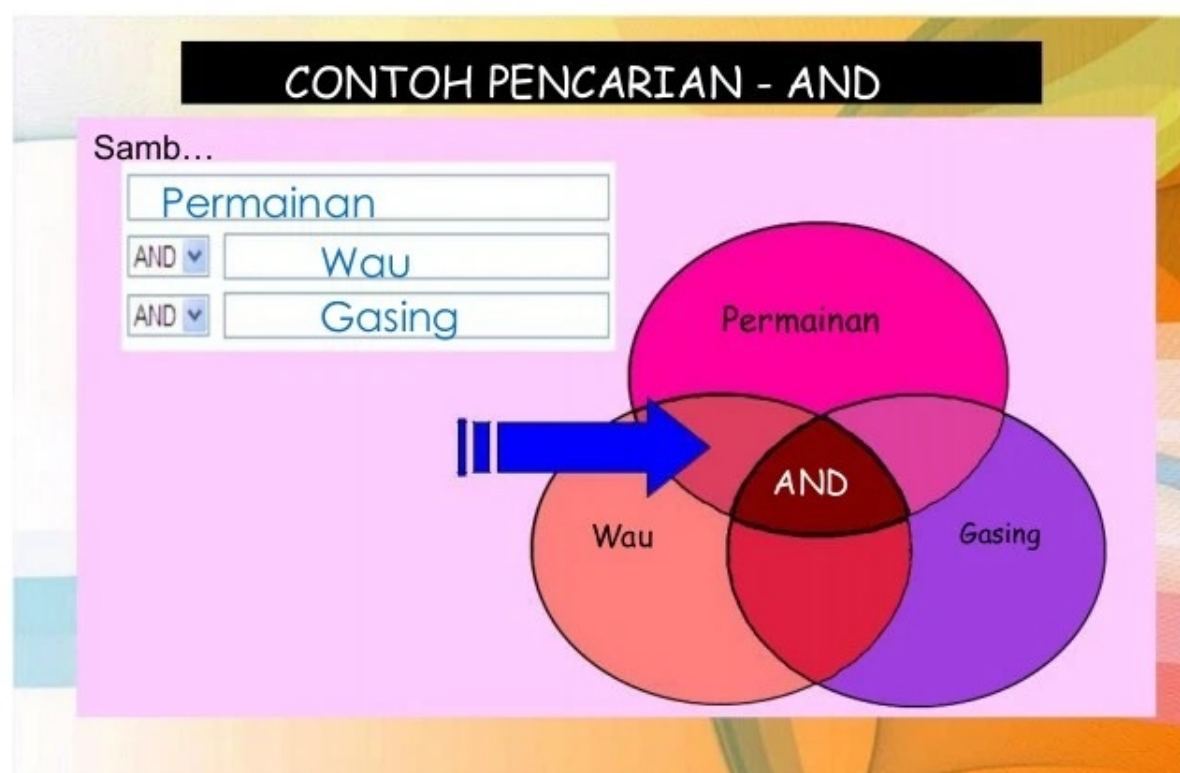 CONTOH PENCARIAN - AND
Samb...
Permainan
AND Wau
AND Gasing
Permainan
AND
Wau
Gasing